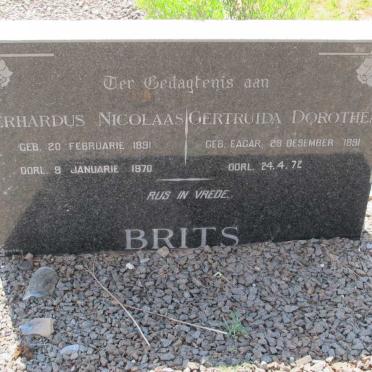 Ter Gedagtenis aan
ERHARDUS NICOLAAS GERTRUIDA DOROTHEA
GEB. 20 FEBRUARIE 1891 GEB. EAGAR, 29 DESEMBER 1891
OORL. 9 JANUARIE 1970 OORL. 24.4.72
RUS IN VREDE.
BRITS